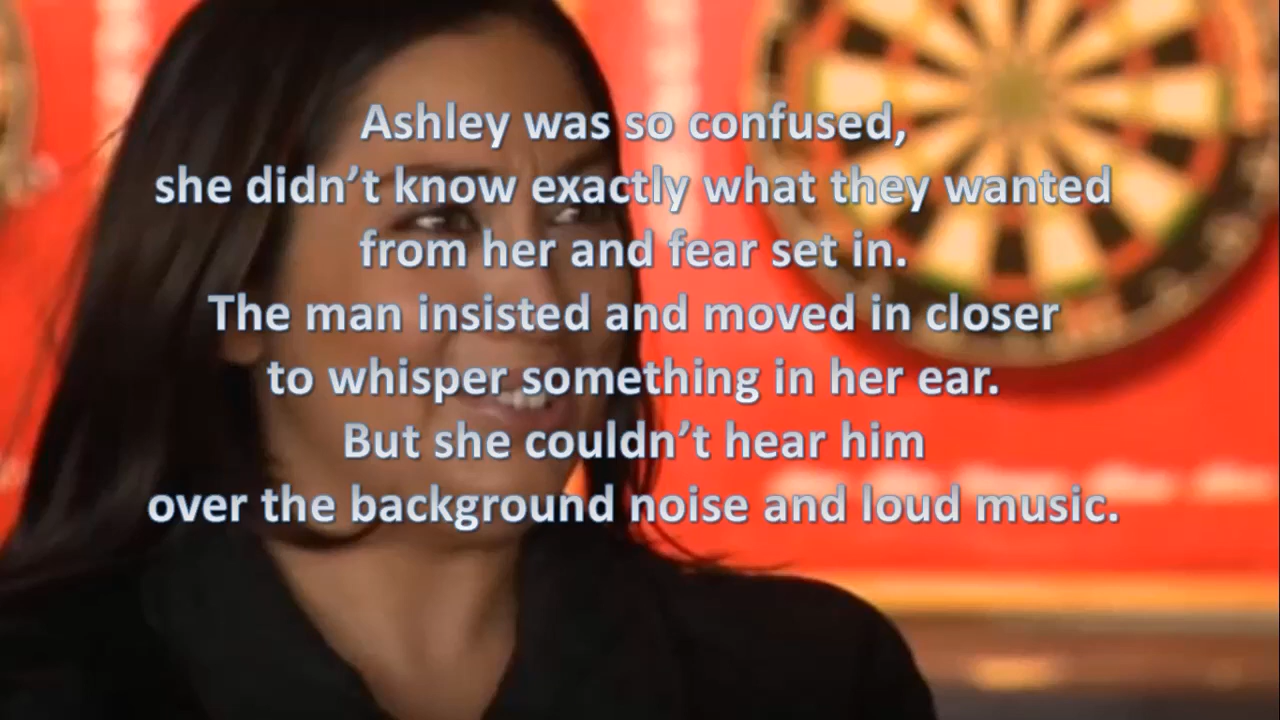 Ashley was so confused,
she didn’t know exactly what they wanted
from her and fear set in.
The man insisted and moved in closer
to whisper something in her ear.
But she couldn’t hear him
over the background noise and loud music.